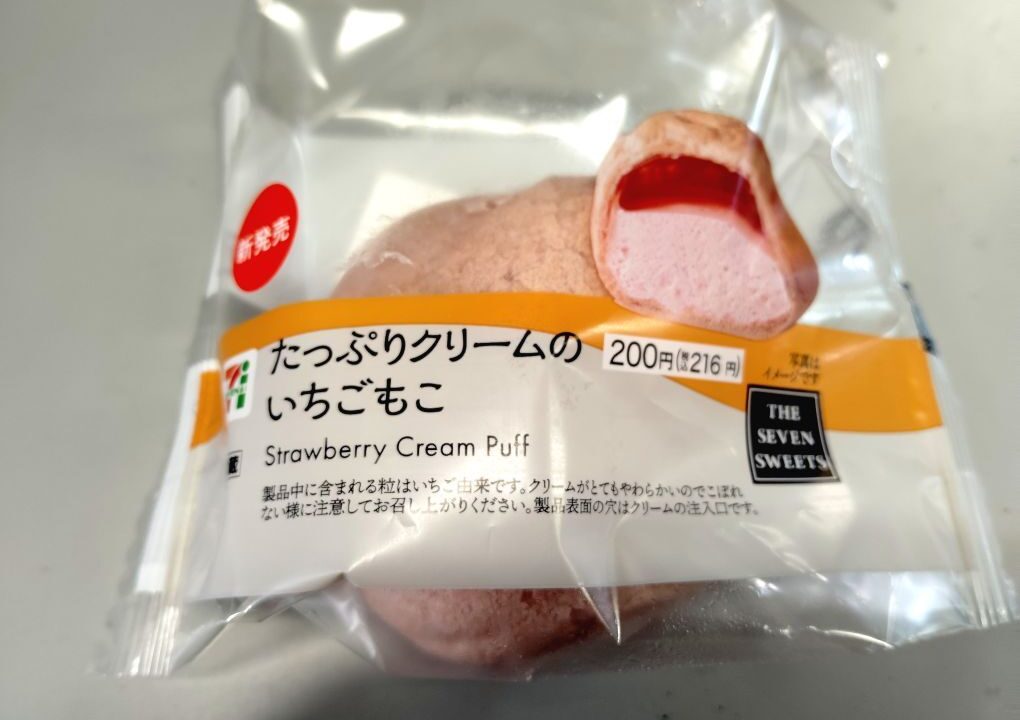 新発売
たっぷりクリームの
いちごもこ
200円(税込216円)
写真は
イメージです
Strawberry Cream Puff
THE
SEVEN
SWEETS
製品中に含まれる粒はいちご由来です。クリームがとてもやわらかいのでこぼれ
ない様に注意してお召し上がりください。製品表面の穴はクリームの注入口です。